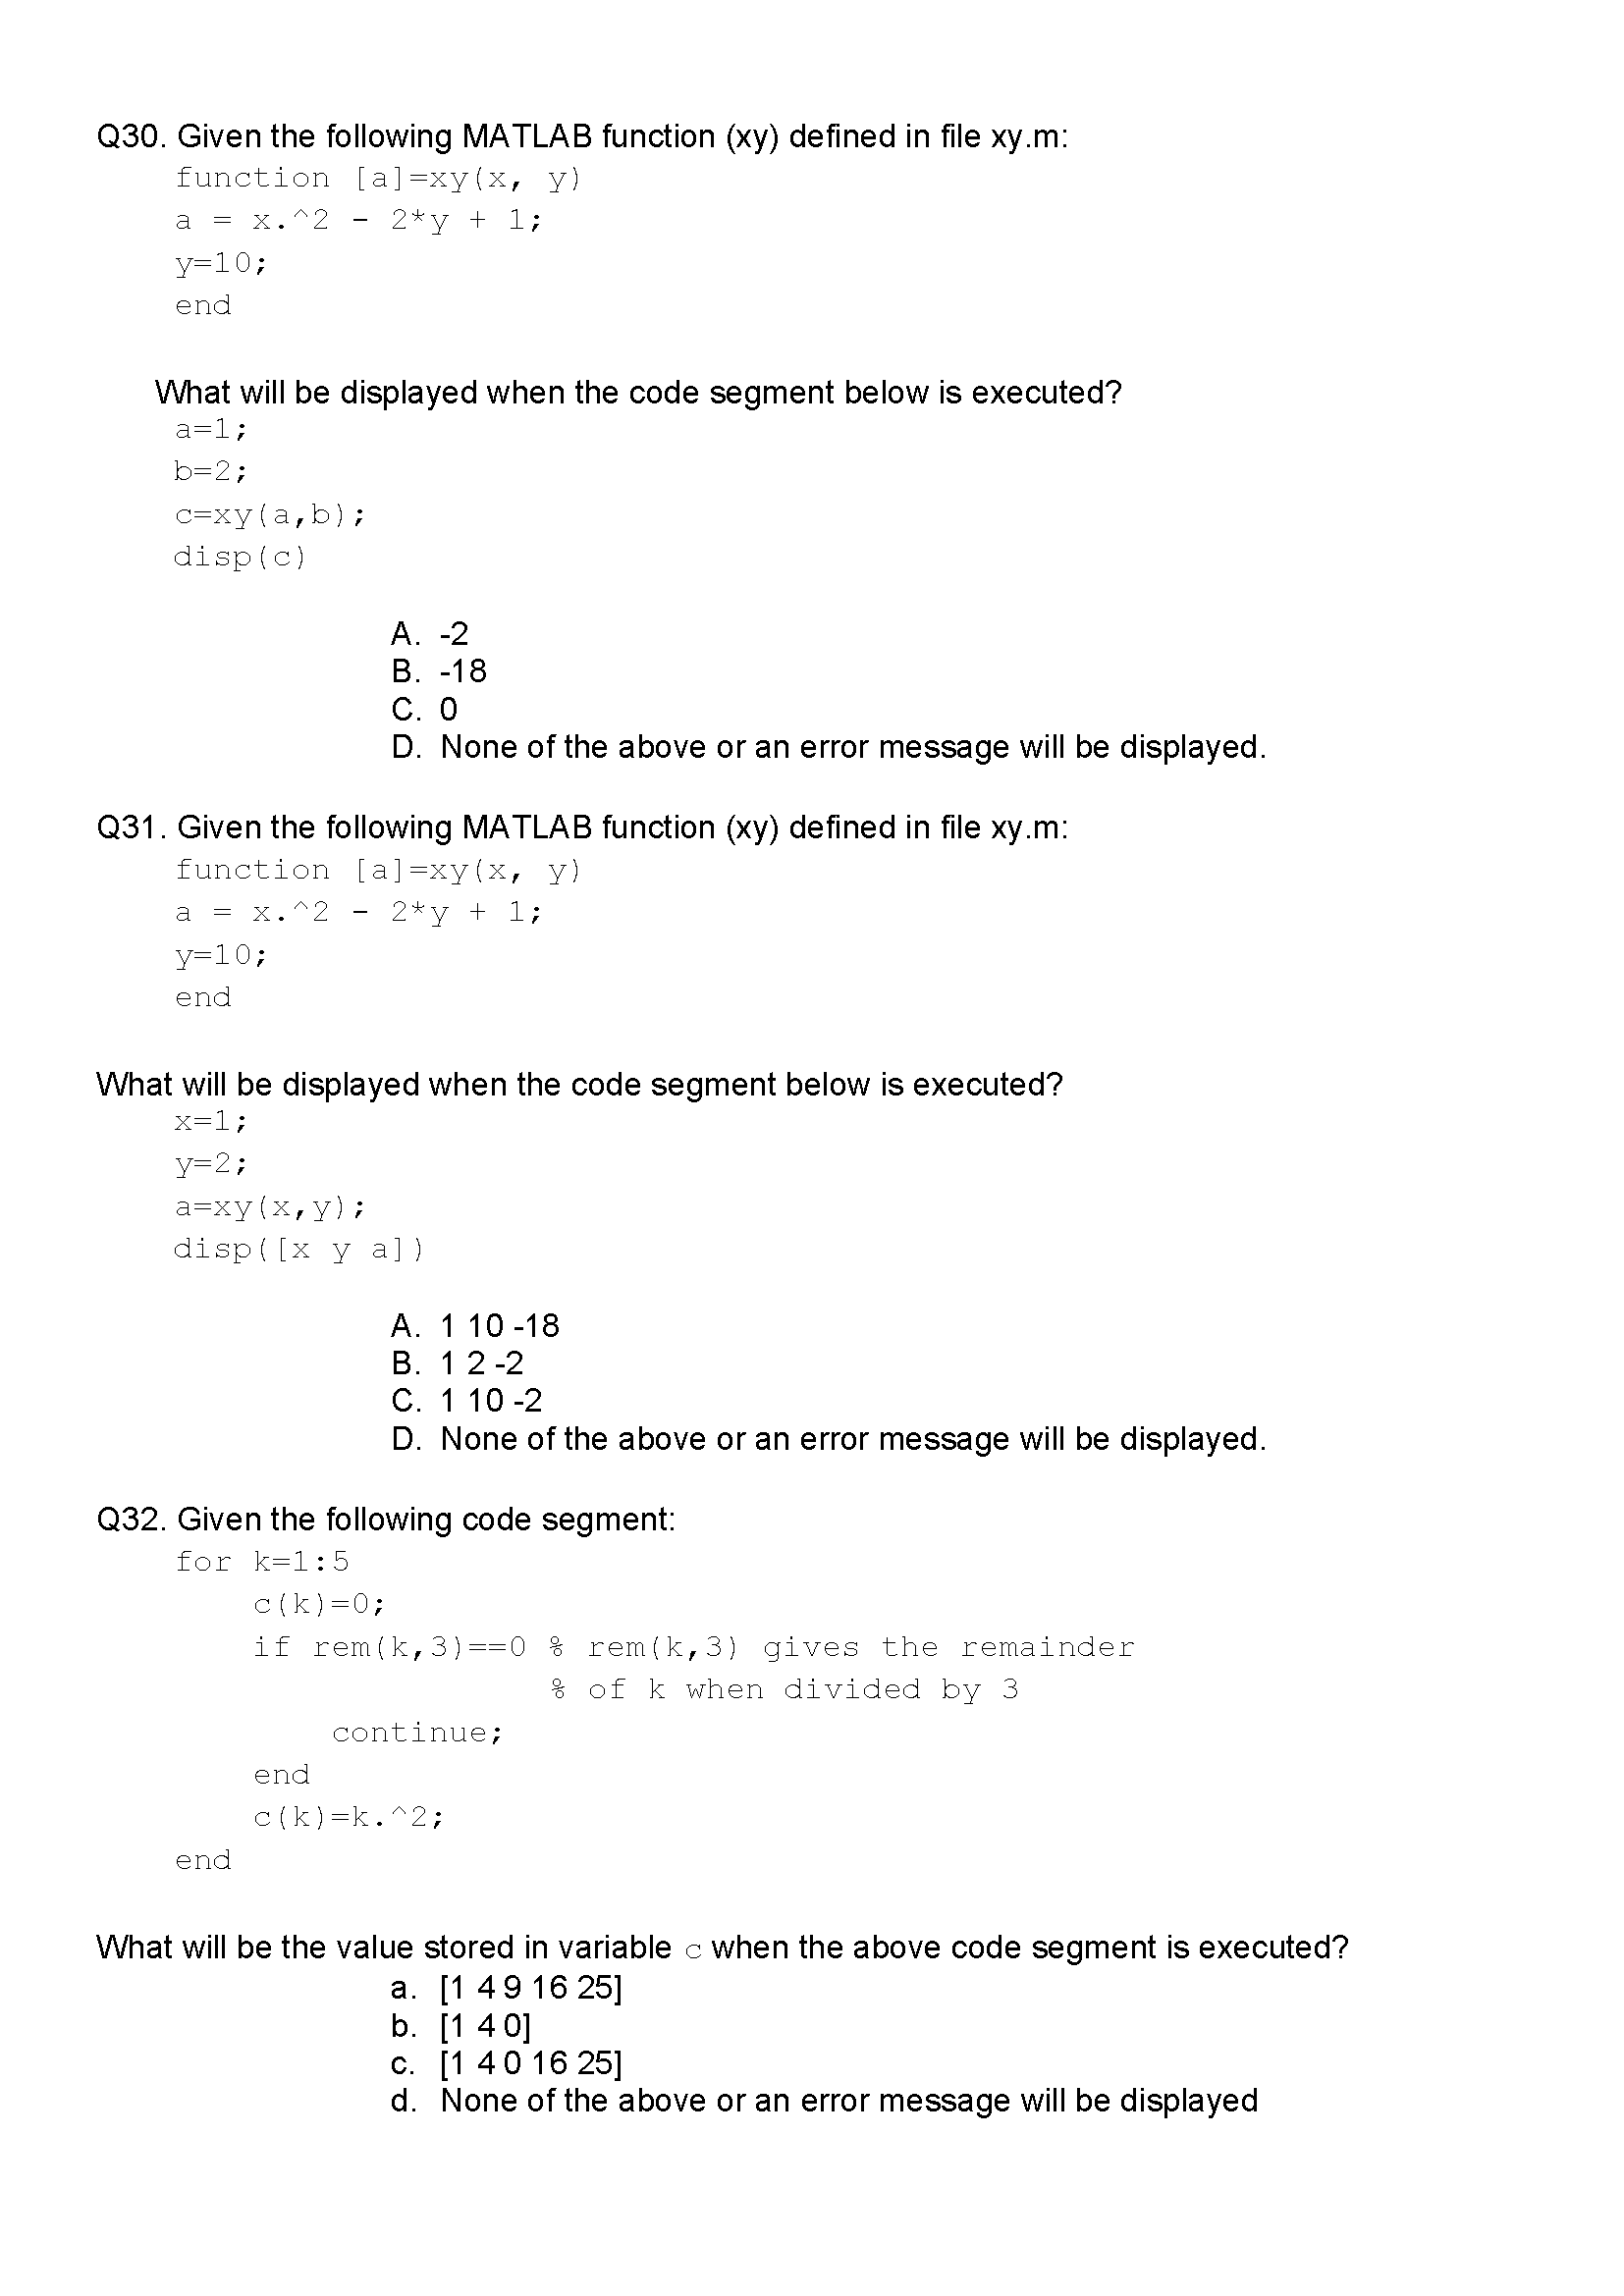 Q30. Given the following MATLAB function (xy) defined in file xy.m:
function [a]=xy(x, y)
a = x.^2 - 2*y + 1;
y=10;
end
What will be displayed when the code segment below is executed?
a=1;
b=2;
c=xy(a,b);
disp(c)
A. -2
B. -18
C. 0
D. None of the above or an error message will be displayed.
Q31. Given the following MATLAB function (xy) defined in file xy.m:
function [a]=xy(x, y)
a = x.^2 - 2*y + 1;
y=10;
end
What will be displayed when the code segment below is executed?
x=1;
y=2;
a=xy(x,y);
disp([x y a])
A. 1 10 -18
B. 1 2 -2
C. 1 10 -2
D. None of the above or an error message will be displayed.
Q32. Given the following code segment:
for k=1:5
c(k)=0;
if rem(k,3)==0 % rem(k,3) gives the remainder
% of k when divided by 3
continue;
end
c(k)=k.^2;
end
What will be the value stored in variable c when the above code segment is executed?
a. [1 4 9 16 25]
b. [1 4 0]
c. [1 4 0 16 25]
d. None of the above or an error message will be displayed